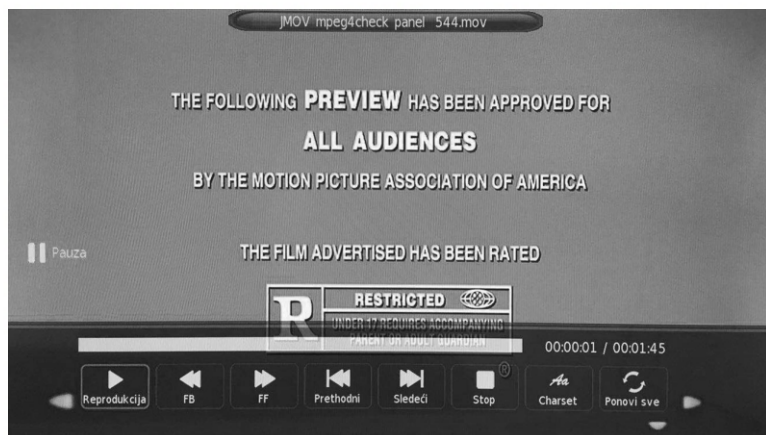 JMOV mpeg4check panel 544.mov
THE FOLLOWING PREVIEW HAS BEEN APPROVED FOR
ALL AUDIENCES
BY THE MOTION PICTURE ASSOCIATION OF AMERICA
Pauza
THE FILM ADVERTISED HAS BEEN RATED
R
RESTRICTED
UNDER 17 REQUIRES ACCOMPANYING
PARENT OR ADULT GUARDIAN
®
00:00:01 / 00:01:45
Reprodukcija FB FF Prethodni Sledeći Stop Aa Charset Ponovi sve